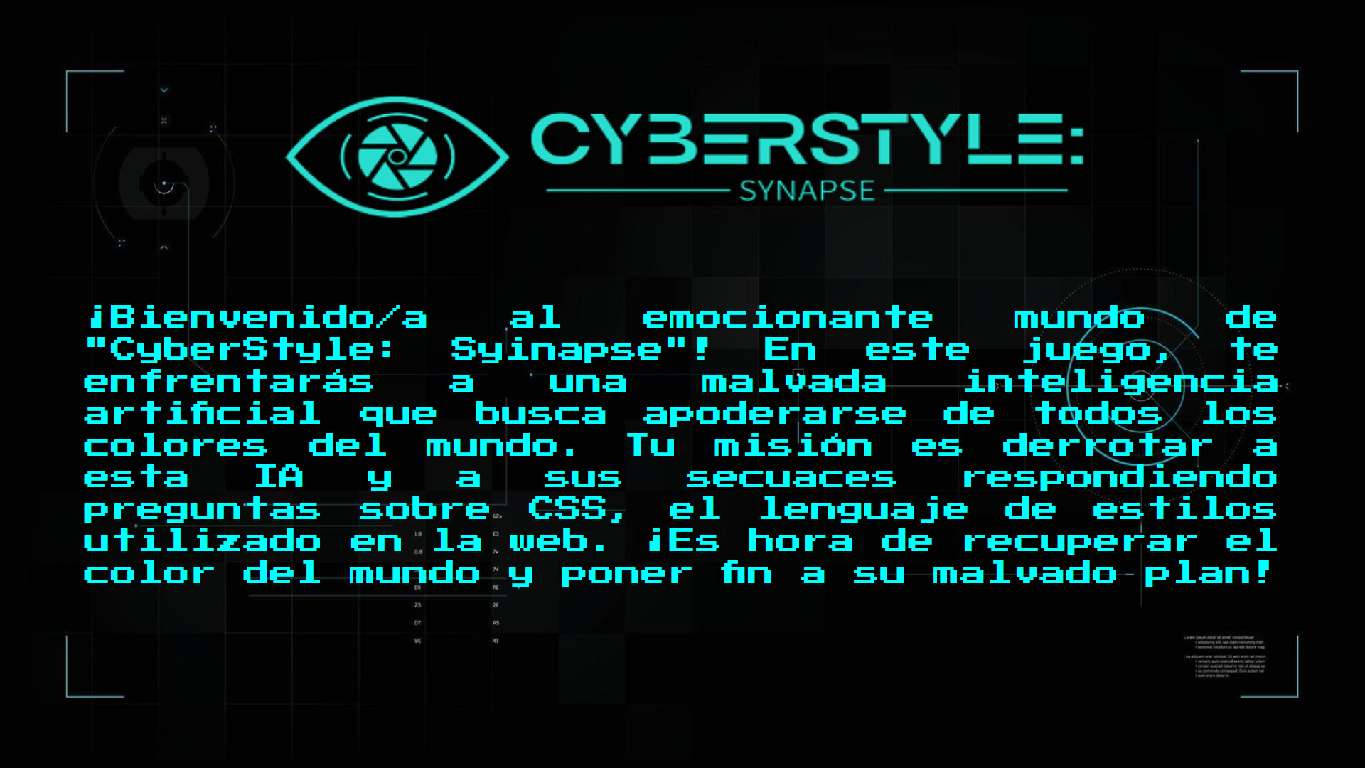 CYBERSTYLE:
SYNAPSE
¡Bienvenido/a al emocionante mundo de
"CyberStyle: Syinapse"! En este juego, te
enfrentarás a una malvada inteligencia
artificial que busca apoderarse de todos los
colores del mundo. Tu misión es derrotar a
esta IA y a sus secuaces respondiendo
preguntas sobre CSS, el lenguaje de estilos
utilizado en la web. ¡Es hora de recuperar el
color del mundo y poner fin a su malvado plan!